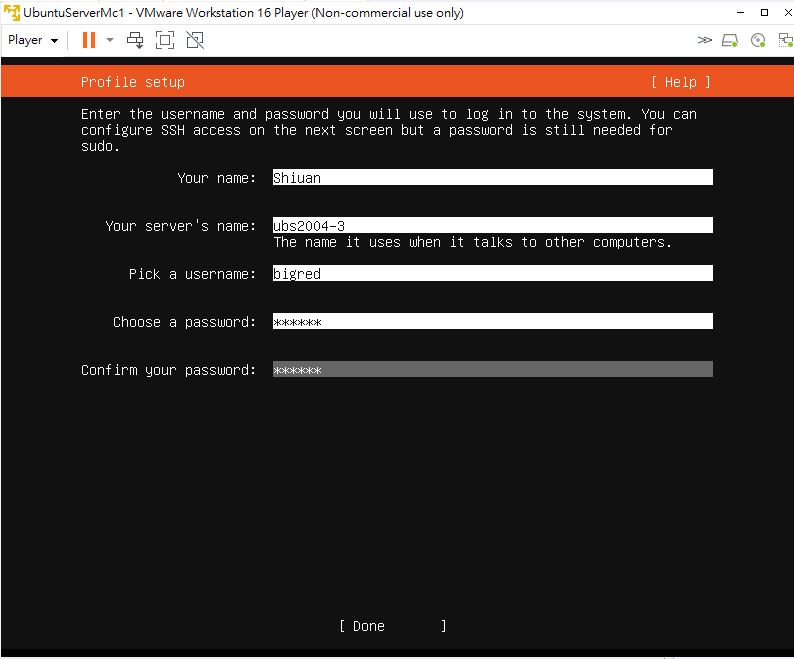 UbuntuServerMc1 - VMware Workstation 16 Player (Non-commercial use only)
Player
Profile setup [ Help ]
Enter the username and password you will use to log in to the system. You can
configure SSH access on the next screen but a password is still needed for
sudo.
Your name: Shiuan
Your server's name: ubs2004-3
The name it uses when it talks to other computers.
Pick a username: bigred
Choose a password: ******
Confirm your password: ******
[ Done ]